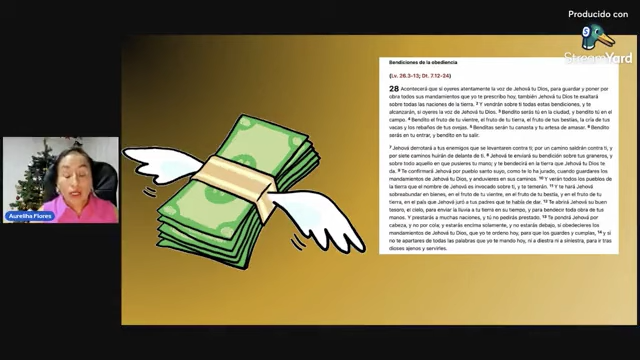 Producido con
StreamYard
Bendiciones de la obediencia
(Lv. 26.3-13; Dt. 7.12-24)
28 Acontecerá que si oyeres atentamente la voz de Jehová tu Dios, para guardar y poner por
obra todos sus mandamientos que yo te prescribo hoy, también Jehová tu Dios te exaltará
sobre todas las naciones de la tierra. 2 Y vendrán sobre ti todas estas bendiciones, y te
alcanzarán, si oyeres la voz de Jehová tu Dios. 3 Bendito serás tú en la ciudad, y bendito tú en el
campo. 4 Bendito el fruto de tu vientre, el fruto de tu tierra, el fruto de tus bestias, la cría de tus
vacas y los rebaños de tus ovejas. 5 Benditas serán tu canasta y tu artesa de amasar. 6 Bendito
serás en tu entrar, y bendito en tu salir.
7 Jehová derrotará a tus enemigos que se levantaren contra ti; por un camino saldrán contra ti, y
por siete caminos huirán de delante de ti. 8 Jehová te enviará su bendición sobre tus graneros, y
sobre todo aquello en que pusieres tu mano; y te bendecirá en la tierra que Jehová tu Dios te
da. 9 Te confirmará Jehová por pueblo santo suyo, como te lo ha jurado, cuando guardares los
mandamientos de Jehová tu Dios, y anduvieres en sus caminos. 10 Y verán todos los pueblos de
la tierra que el nombre de Jehová es invocado sobre ti, y te temerán. 11 Y te hará Jehová
sobreabundar en bienes, en el fruto de tu vientre, en el fruto de tu bestia, y en el fruto de tu
tierra, en el país que Jehová juró a tus padres que te había de dar. 12 Te abrirá Jehová su buen
tesoro, el cielo, para enviar la lluvia a tu tierra en su tiempo, y para bendecir toda obra de tus
manos. Y prestarás a muchas naciones, y tú no pedirás prestado. 13 Te pondrá Jehová por
cabeza, y no por cola; y estarás encima solamente, y no estarás debajo, si obedecieres los
mandamientos de Jehová tu Dios, que yo te ordeno hoy, para que los guardes y cumplas, 14 y si
no te apartares de todas las palabras que yo te mando hoy, ni a diestra ni a siniestra, para ir tras
dioses ajenos y servirles.
Aurelina Flores